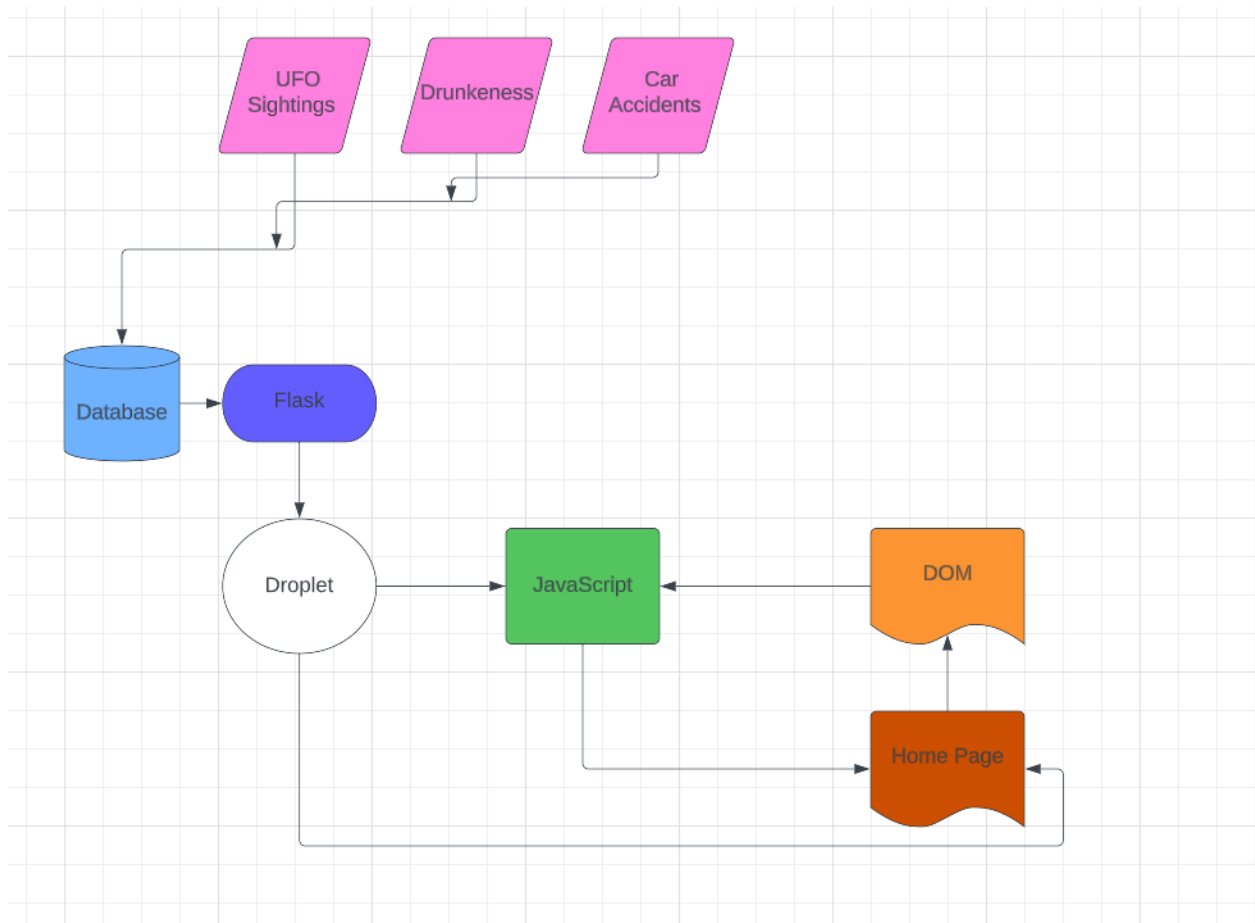 UFO
Sightings
Drunkeness
Car
Accidents
Database
Flask
Droplet
JavaScript
DOM
Home Page